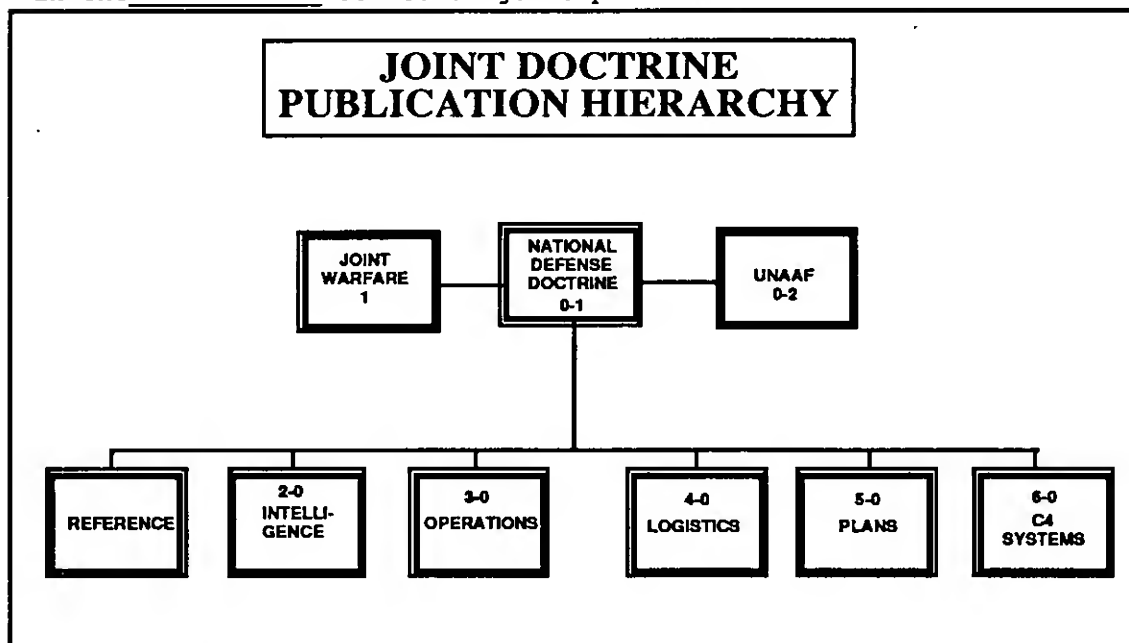 JOINT DOCTRINE
PUBLICATION HIERARCHY
JOINT
WARFARE
1
NATIONAL
DEFENSE
DOCTRINE
0-1
UNAAF
0-2
REFERENCE
2-0
INTELLI-
GENCE
3-0
OPERATIONS
4-0
LOGISTICS
5-0
PLANS
6-0
C4
SYSTEMS